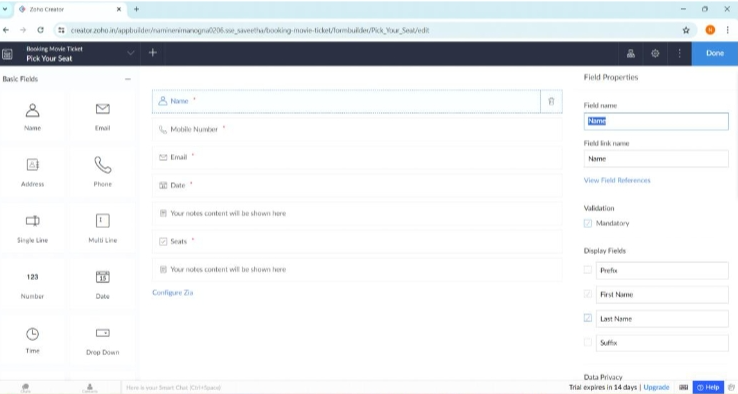 Zoho Creator
creator.zoho.in/appbuilder/naminenimanogna0206.sse_saveetha/booking-movie-ticket/formbuilder/Pick_Your_Seat/edit
Booking Movie Ticket
Pick Your Seat
Done
Basic Fields
Name
Email
Address
Phone
Single Line
Multi Line
123
Number
15
Date
Time
Drop Down
Name *
Mobile Number *
Email *
Date *
Your notes content will be shown here
Seats *
Your notes content will be shown here
Configure Zia
Field Properties
Field name
Name
Field link name
Name
View Field References
Validation
Mandatory
Display Fields
Prefix
First Name
Last Name
Suffix
Data Privacy
Here is your Smart Chat (Ctrl+Space)
Trial expires in 14 days | Upgrade
Help